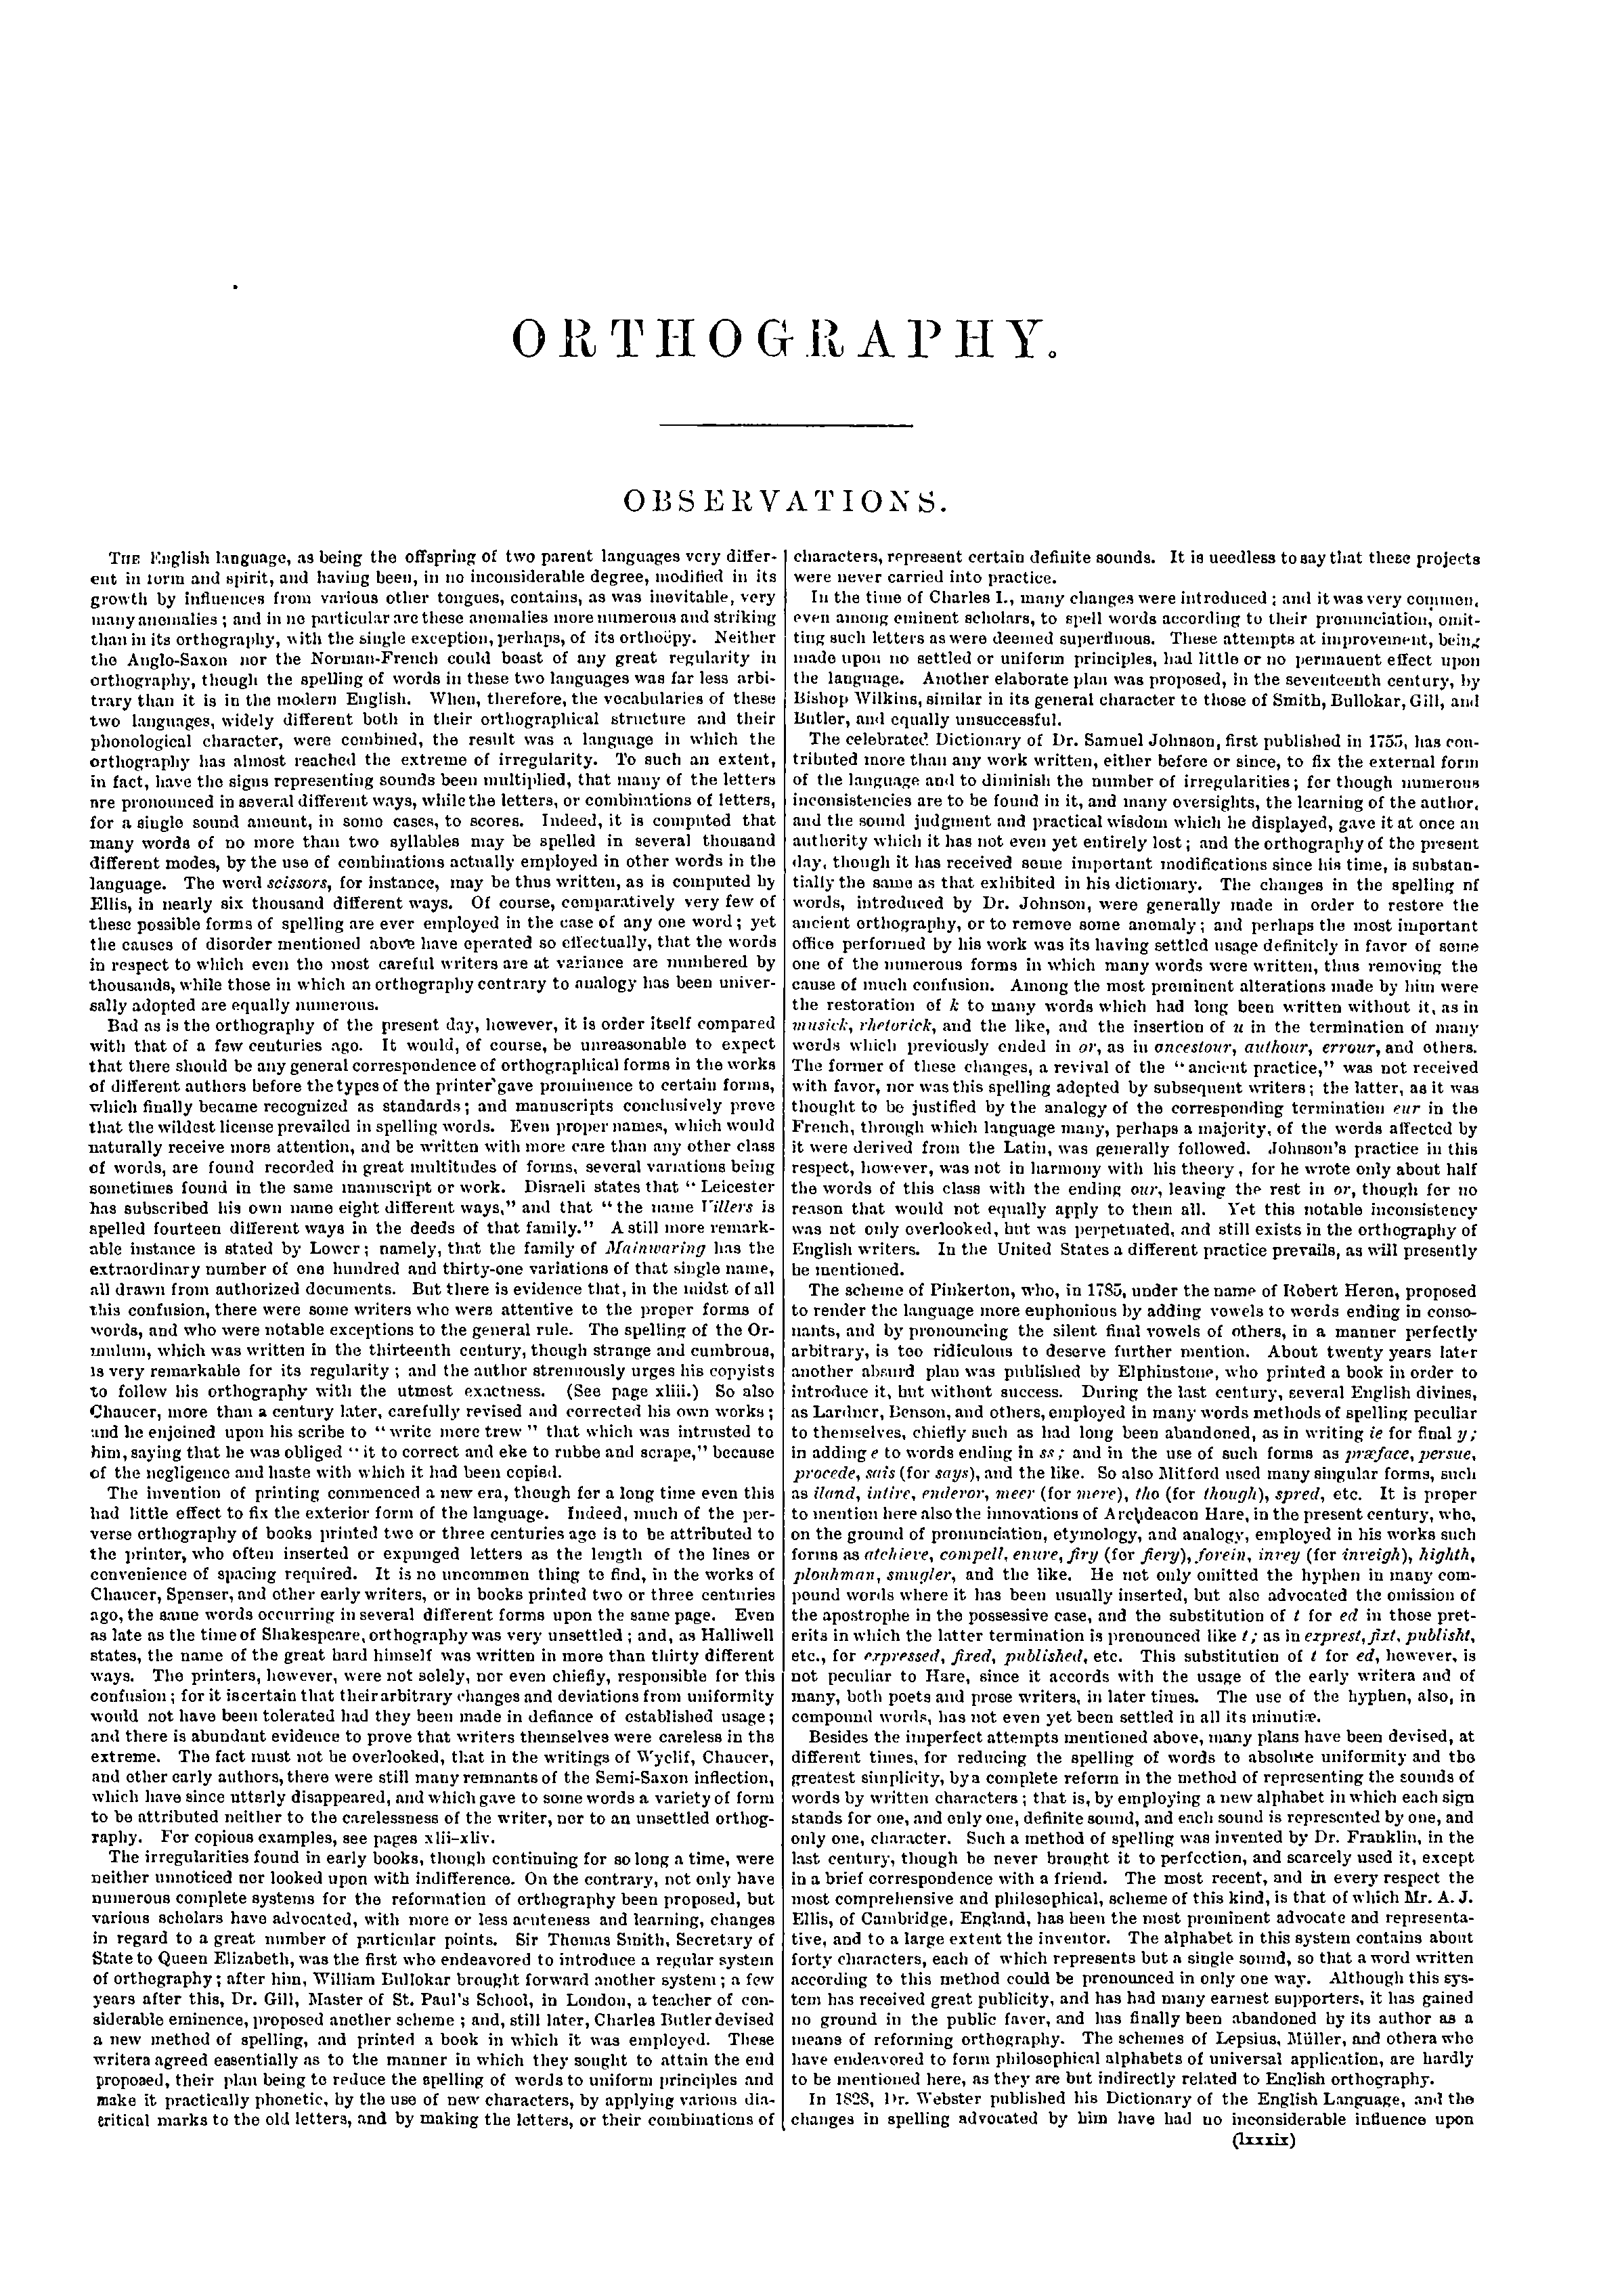 ORTHOGRAPHY.
OBSERVATIONS.
THE English language, as being the offspring of two parent languages very differ-
ent in form and spirit, and having been, in no inconsiderable degree, modified in its
growth by influences from various other tongues, contains, as was inevitable, very
many anomalies; and in no particular are these anomalies more numerous and striking
than in its orthography, with the single exception, perhaps, of its orthoëpy. Neither
the Anglo-Saxon nor the Norman-French could boast of any great regularity in
orthography, though the spelling of words in these two languages was far less arbi-
trary than it is in the modern English. When, therefore, the vocabularies of these
two languages, widely different both in their orthographical structure and their
phonological character, were combined, the result was a language in which the
orthography has almost reached the extreme of irregularity. To such an extent,
in fact, have the signs representing sounds been multiplied, that many of the letters
are pronounced in several different ways, while the letters, or combinations of letters,
for a single sound amount, in some cases, to scores. Indeed, it is computed that
many words of no more than two syllables may be spelled in several thousand
different modes, by the use of combinations actually employed in other words in the
language. The word scissors, for instance, may be thus written, as is computed by
Ellis, in nearly six thousand different ways. Of course, comparatively very few of
these possible forms of spelling are ever employed in the case of any one word; yet
the causes of disorder mentioned above have operated so effectually, that the words
in respect to which even the most careful writers are at variance are numbered by
thousands, while those in which an orthography contrary to analogy has been univer-
sally adopted are equally numerous.
Bad as is the orthography of the present day, however, it is order itself compared
with that of a few centuries ago. It would, of course, be unreasonable to expect
that there should be any general correspondence of orthographical forms in the works
of different authors before the types of the printer gave prominence to certain forms,
which finally became recognized as standards; and manuscripts conclusively prove
that the wildest license prevailed in spelling words. Even proper names, which would
naturally receive more attention, and be written with more care than any other class
of words, are found recorded in great multitudes of forms, several variations being
sometimes found in the same manuscript or work. Disraeli states that "Leicester
has subscribed his own name eight different ways," and that "the name Villers is
spelled fourteen different ways in the deeds of that family." A still more remark-
able instance is stated by Lower; namely, that the family of Mainwaring has the
extraordinary number of one hundred and thirty-one variations of that single name,
all drawn from authorized documents. But there is evidence that, in the midst of all
this confusion, there were some writers who were attentive to the proper forms of
words, and who were notable exceptions to the general rule. The spelling of the Or-
mulum, which was written in the thirteenth century, though strange and cumbrous,
is very remarkable for its regularity; and the author strenuously urges his copyists
to follow his orthography with the utmost exactness. (See page xliii.) So also
Chaucer, more than a century later, carefully revised and corrected his own works;
and he enjoined upon his scribe to "write more trew" that which was intrusted to
him, saying that he was obliged "it to correct and eke to rubbe and scrape," because
of the negligence and haste with which it had been copied.
The invention of printing commenced a new era, though for a long time even this
had little effect to fix the exterior form of the language. Indeed, much of the per-
verse orthography of books printed two or three centuries ago is to be attributed to
the printer, who often inserted or expunged letters as the length of the lines or
convenience of spacing required. It is no uncommon thing to find, in the works of
Chaucer, Spenser, and other early writers, or in books printed two or three centuries
ago, the same words occurring in several different forms upon the same page. Even
as late as the time of Shakespeare, orthography was very unsettled; and, as Halliwell
states, the name of the great bard himself was written in more than thirty different
ways. The printers, however, were not solely, nor even chiefly, responsible for this
confusion; for it is certain that their arbitrary changes and deviations from uniformity
would not have been tolerated had they been made in defiance of established usage;
and there is abundant evidence to prove that writers themselves were careless in the
extreme. The fact must not be overlooked, that in the writings of Wyclif, Chaucer,
and other early authors, there were still many remnants of the Semi-Saxon inflection,
which have since utterly disappeared, and which gave to some words a variety of form
to be attributed neither to the carelessness of the writer, nor to an unsettled orthog-
raphy. For copious examples, see pages xlii-xliv.
The irregularities found in early books, though continuing for so long a time, were
neither unnoticed nor looked upon with indifference. On the contrary, not only have
numerous complete systems for the reformation of orthography been proposed, but
various scholars have advocated, with more or less acuteness and learning, changes
in regard to a great number of particular points. Sir Thomas Smith, Secretary of
State to Queen Elizabeth, was the first who endeavored to introduce a regular system
of orthography; after him, William Bullokar brought forward another system; a few
years after this, Dr. Gill, Master of St. Paul's School, in London, a teacher of con-
siderable eminence, proposed another scheme; and, still later, Charles Butler devised
a new method of spelling, and printed a book in which it was employed. These
writers agreed essentially as to the manner in which they sought to attain the end
proposed, their plan being to reduce the spelling of words to uniform principles and
make it practically phonetic, by the use of new characters, by applying various dia-
critical marks to the old letters, and by making the letters, or their combinations of
characters, represent certain definite sounds. It is needless to say that these projects
were never carried into practice.
In the time of Charles I., many changes were introduced; and it was very common,
even among eminent scholars, to spell words according to their pronunciation, omit-
ting such letters as were deemed superfluous. These attempts at improvement, being
made upon no settled or uniform principles, had little or no permanent effect upon
the language. Another elaborate plan was proposed, in the seventeenth century, by
Bishop Wilkins, similar in its general character to those of Smith, Bullokar, Gill, and
Butler, and equally unsuccessful.
The celebrated Dictionary of Dr. Samuel Johnson, first published in 1755, has con-
tributed more than any work written, either before or since, to fix the external form
of the language and to diminish the number of irregularities; for though numerous
inconsistencies are to be found in it, and many oversights, the learning of the author,
and the sound judgment and practical wisdom which he displayed, gave it at once an
authority which it has not even yet entirely lost; and the orthography of the present
day, though it has received some important modifications since his time, is substan-
tially the same as that exhibited in his dictionary. The changes in the spelling of
words, introduced by Dr. Johnson, were generally made in order to restore the
ancient orthography, or to remove some anomaly; and perhaps the most important
office performed by his work was its having settled usage definitely in favor of some
one of the numerous forms in which many words were written, thus removing the
cause of much confusion. Among the most prominent alterations made by him were
the restoration of k to many words which had long been written without it, as in
musick, rhetorick, and the like, and the insertion of u in the termination of many
words which previously ended in or, as in ancestour, authour, errour, and others.
The former of these changes, a revival of the "ancient practice," was not received
with favor, nor was this spelling adopted by subsequent writers; the latter, as it was
thought to be justified by the analogy of the corresponding termination eur in the
French, through which language many, perhaps a majority, of the words affected by
it were derived from the Latin, was generally followed. Johnson's practice in this
respect, however, was not in harmony with his theory, for he wrote only about half
the words of this class with the ending our, leaving the rest in or, though for no
reason that would not equally apply to them all. Yet this notable inconsistency
was not only overlooked, but was perpetuated, and still exists in the orthography of
English writers. In the United States a different practice prevails, as will presently
be mentioned.
The scheme of Pinkerton, who, in 1785, under the name of Robert Heron, proposed
to render the language more euphonious by adding vowels to words ending in conso-
nants, and by pronouncing the silent final vowels of others, in a manner perfectly
arbitrary, is too ridiculous to deserve further mention. About twenty years later
another absurd plan was published by Elphinstone, who printed a book in order to
introduce it, but without success. During the last century, several English divines,
as Lardner, Benson, and others, employed in many words methods of spelling peculiar
to themselves, chiefly such as had long been abandoned, as in writing ie for final y;
in adding e to words ending in ss; and in the use of such forms as præface, persue,
procede, sais (for says), and the like. So also Mitford used many singular forms, such
as iland, intire, endevor, meer (for mere), tho (for though), spred, etc. It is proper
to mention here also the innovations of Archdeacon Hare, in the present century, who,
on the ground of pronunciation, etymology, and analogy, employed in his works such
forms as atchieve, compell, enure, firy (for fiery), forein, invey (for inveigh), highth,
plouhman, smugler, and the like. He not only omitted the hyphen in many com-
pound words where it has been usually inserted, but also advocated the omission of
the apostrophe in the possessive case, and the substitution of t for ed in those pret-
erits in which the latter termination is pronounced like t; as in exprest, fixt, publisht,
etc., for expressed, fixed, published, etc. This substitution of t for ed, however, is
not peculiar to Hare, since it accords with the usage of the early writers and of
many, both poets and prose writers, in later times. The use of the hyphen, also, in
compound words, has not even yet been settled in all its minutiæ.
Besides the imperfect attempts mentioned above, many plans have been devised, at
different times, for reducing the spelling of words to absolute uniformity and the
greatest simplicity, by a complete reform in the method of representing the sounds of
words by written characters; that is, by employing a new alphabet in which each sign
stands for one, and only one, definite sound, and each sound is represented by one, and
only one, character. Such a method of spelling was invented by Dr. Franklin, in the
last century, though he never brought it to perfection, and scarcely used it, except
in a brief correspondence with a friend. The most recent, and in every respect the
most comprehensive and philosophical, scheme of this kind, is that of which Mr. A. J.
Ellis, of Cambridge, England, has been the most prominent advocate and representa-
tive, and to a large extent the inventor. The alphabet in this system contains about
forty characters, each of which represents but a single sound, so that a word written
according to this method could be pronounced in only one way. Although this sys-
tem has received great publicity, and has had many earnest supporters, it has gained
no ground in the public favor, and has finally been abandoned by its author as a
means of reforming orthography. The schemes of Lepsius, Müller, and others who
have endeavored to form philosophical alphabets of universal application, are hardly
to be mentioned here, as they are but indirectly related to English orthography.
In 1828, Dr. Webster published his Dictionary of the English Language, and the
changes in spelling advocated by him have had no inconsiderable influence upon
(lxxxix)